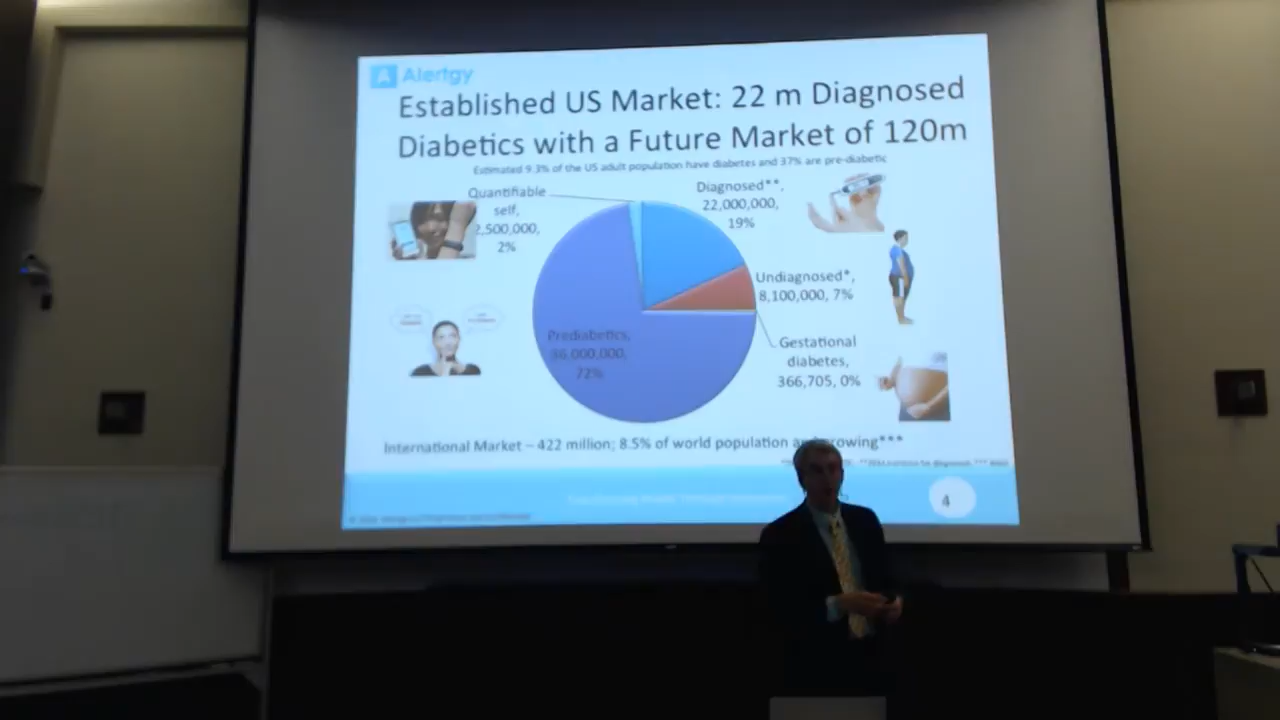 A Alertgy
Established US Market: 22 m Diagnosed
Diabetics with a Future Market of 120m
Estimated 9.3% of the US adult population have diabetes and 37% are pre-diabetic
Quantifiable
self,
2,500,000,
2%
Diagnosed**,
22,000,000,
19%
Undiagnosed*,
8,100,000, 7%
Prediabetics,
86,000,000,
72%
Gestational
diabetes,
366,705, 0%
International Market – 422 million; 8.5% of world population growing***
4